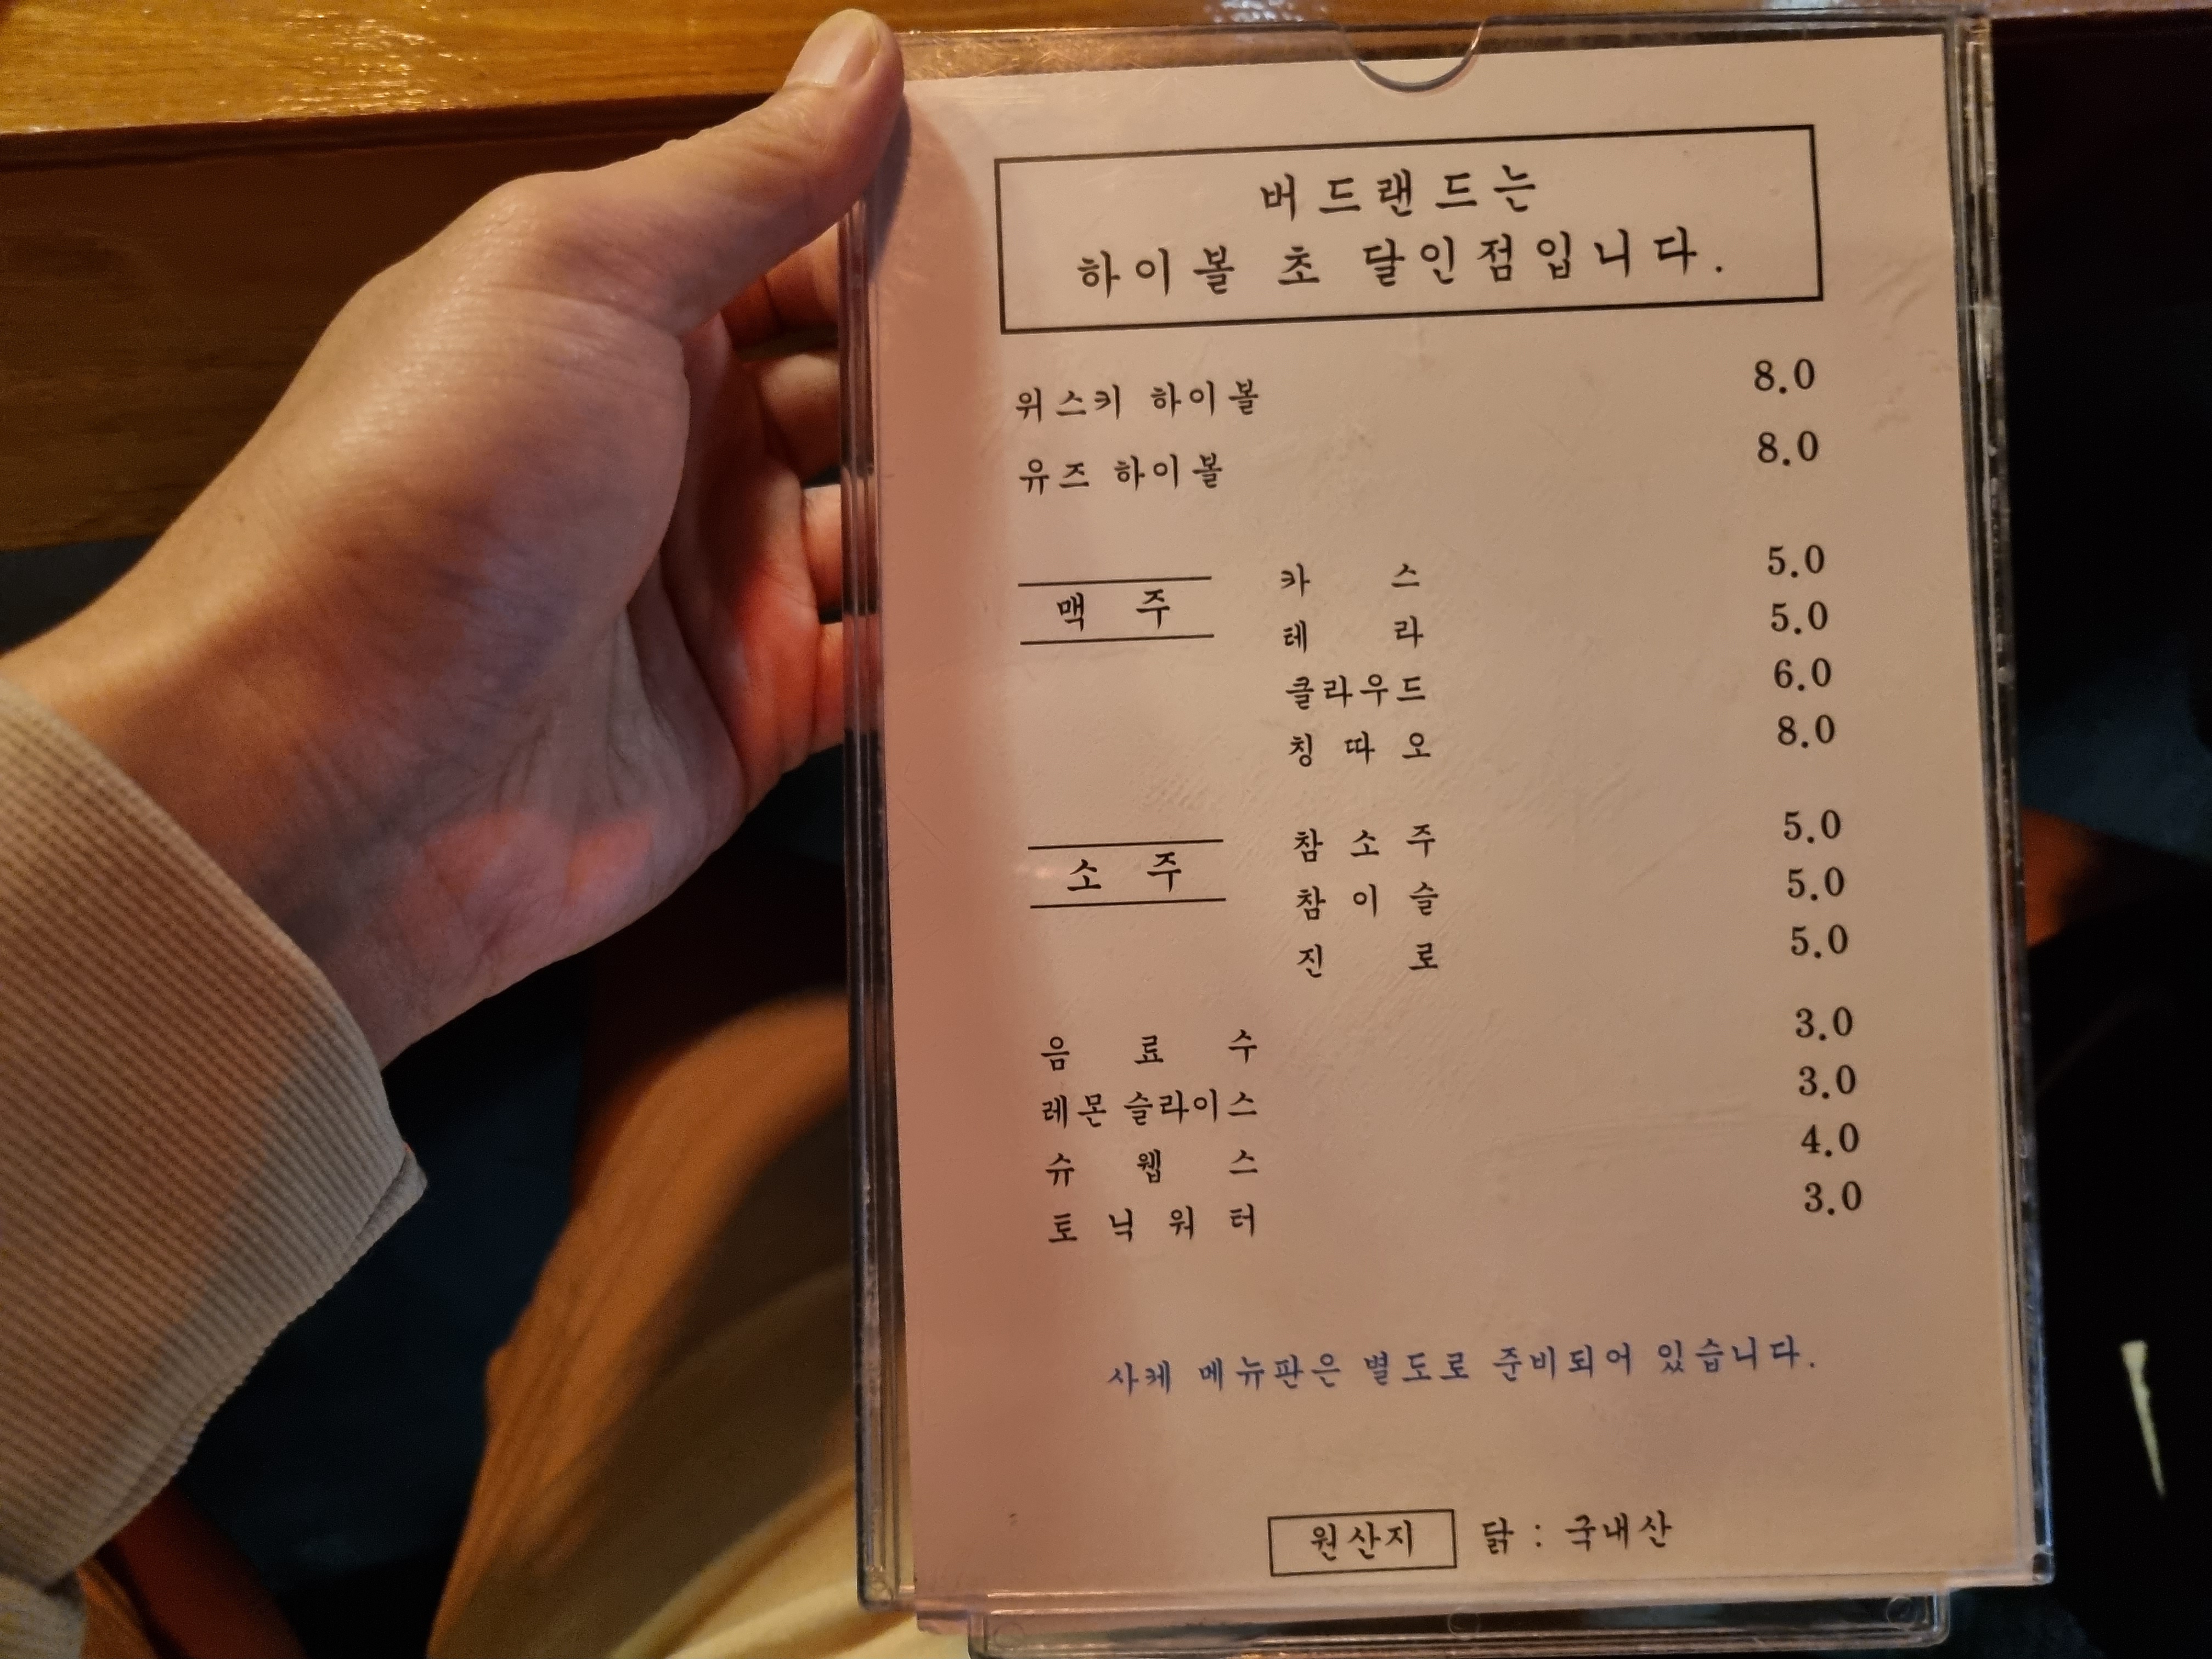 버드랜드는
하이볼 초 달인점입니다.
위스키 하이볼 8.0
유즈 하이볼 8.0
맥주
카스 5.0
테라 5.0
클라우드 6.0
칭따오 8.0
소주
참소주 5.0
참이슬 5.0
진로 5.0
음료수 3.0
레몬 슬라이스 3.0
슈웹스 4.0
토닉워터 3.0
사케 메뉴판은 별도로 준비되어 있습니다.
원산지 닭 : 국내산